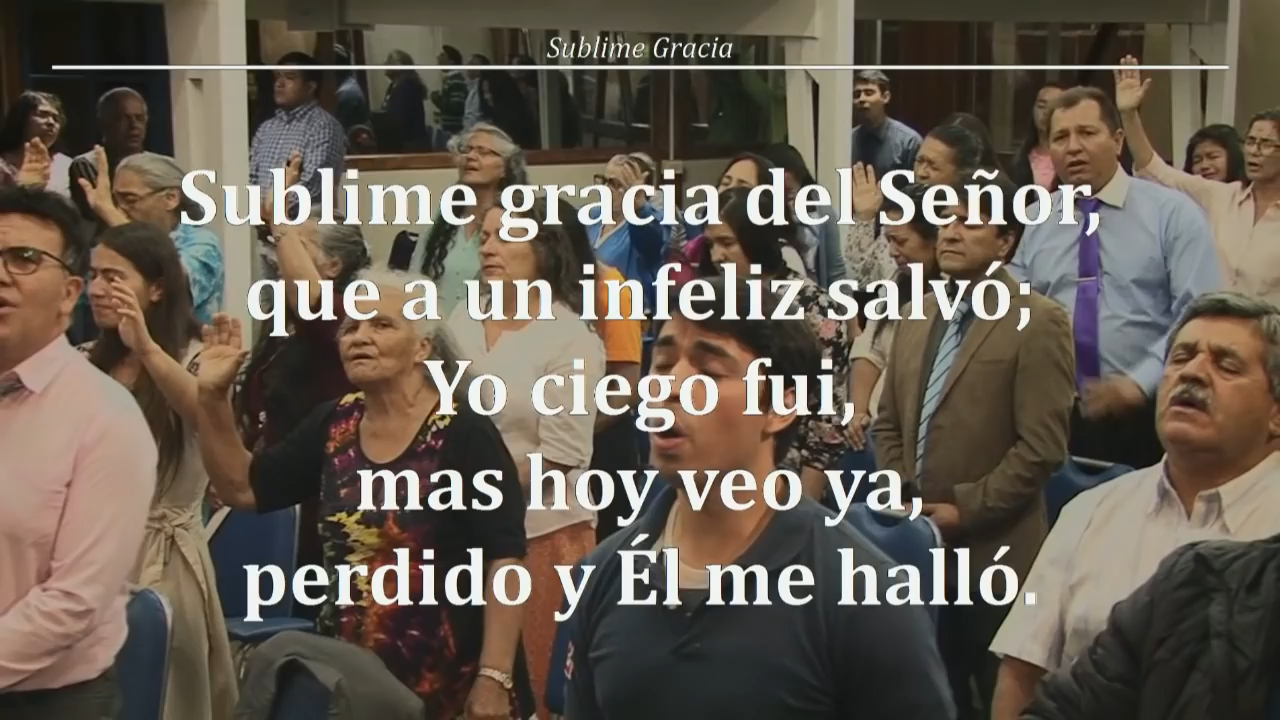 Sublime Gracia
Sublime gracia del Señor,
que a un infeliz salvó;
Yo ciego fui,
mas hoy veo ya,
perdido y Él me halló.